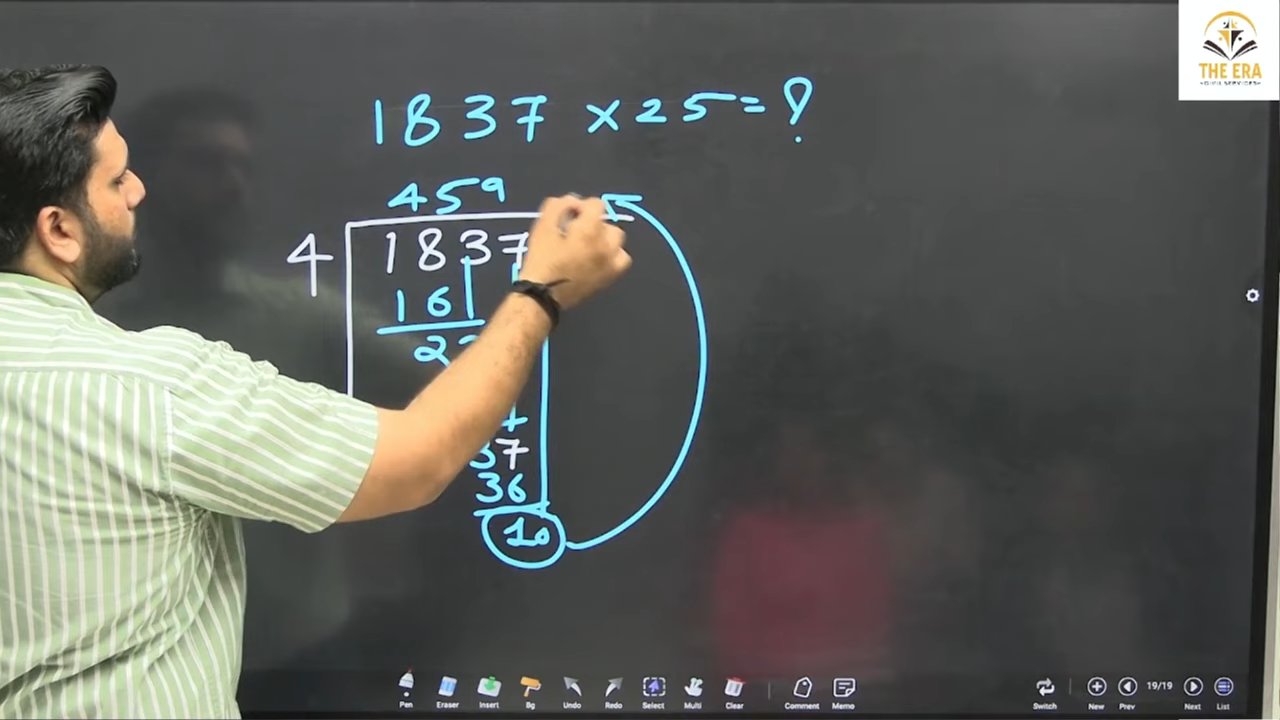 THE ERA
1837 × 25 = ?
459
4 1837
16
2
37
36
10
Pen Eraser Insert Bg Undo Redo Select Multi Clear Comment Memo Switch New Prev 19/19 Next List